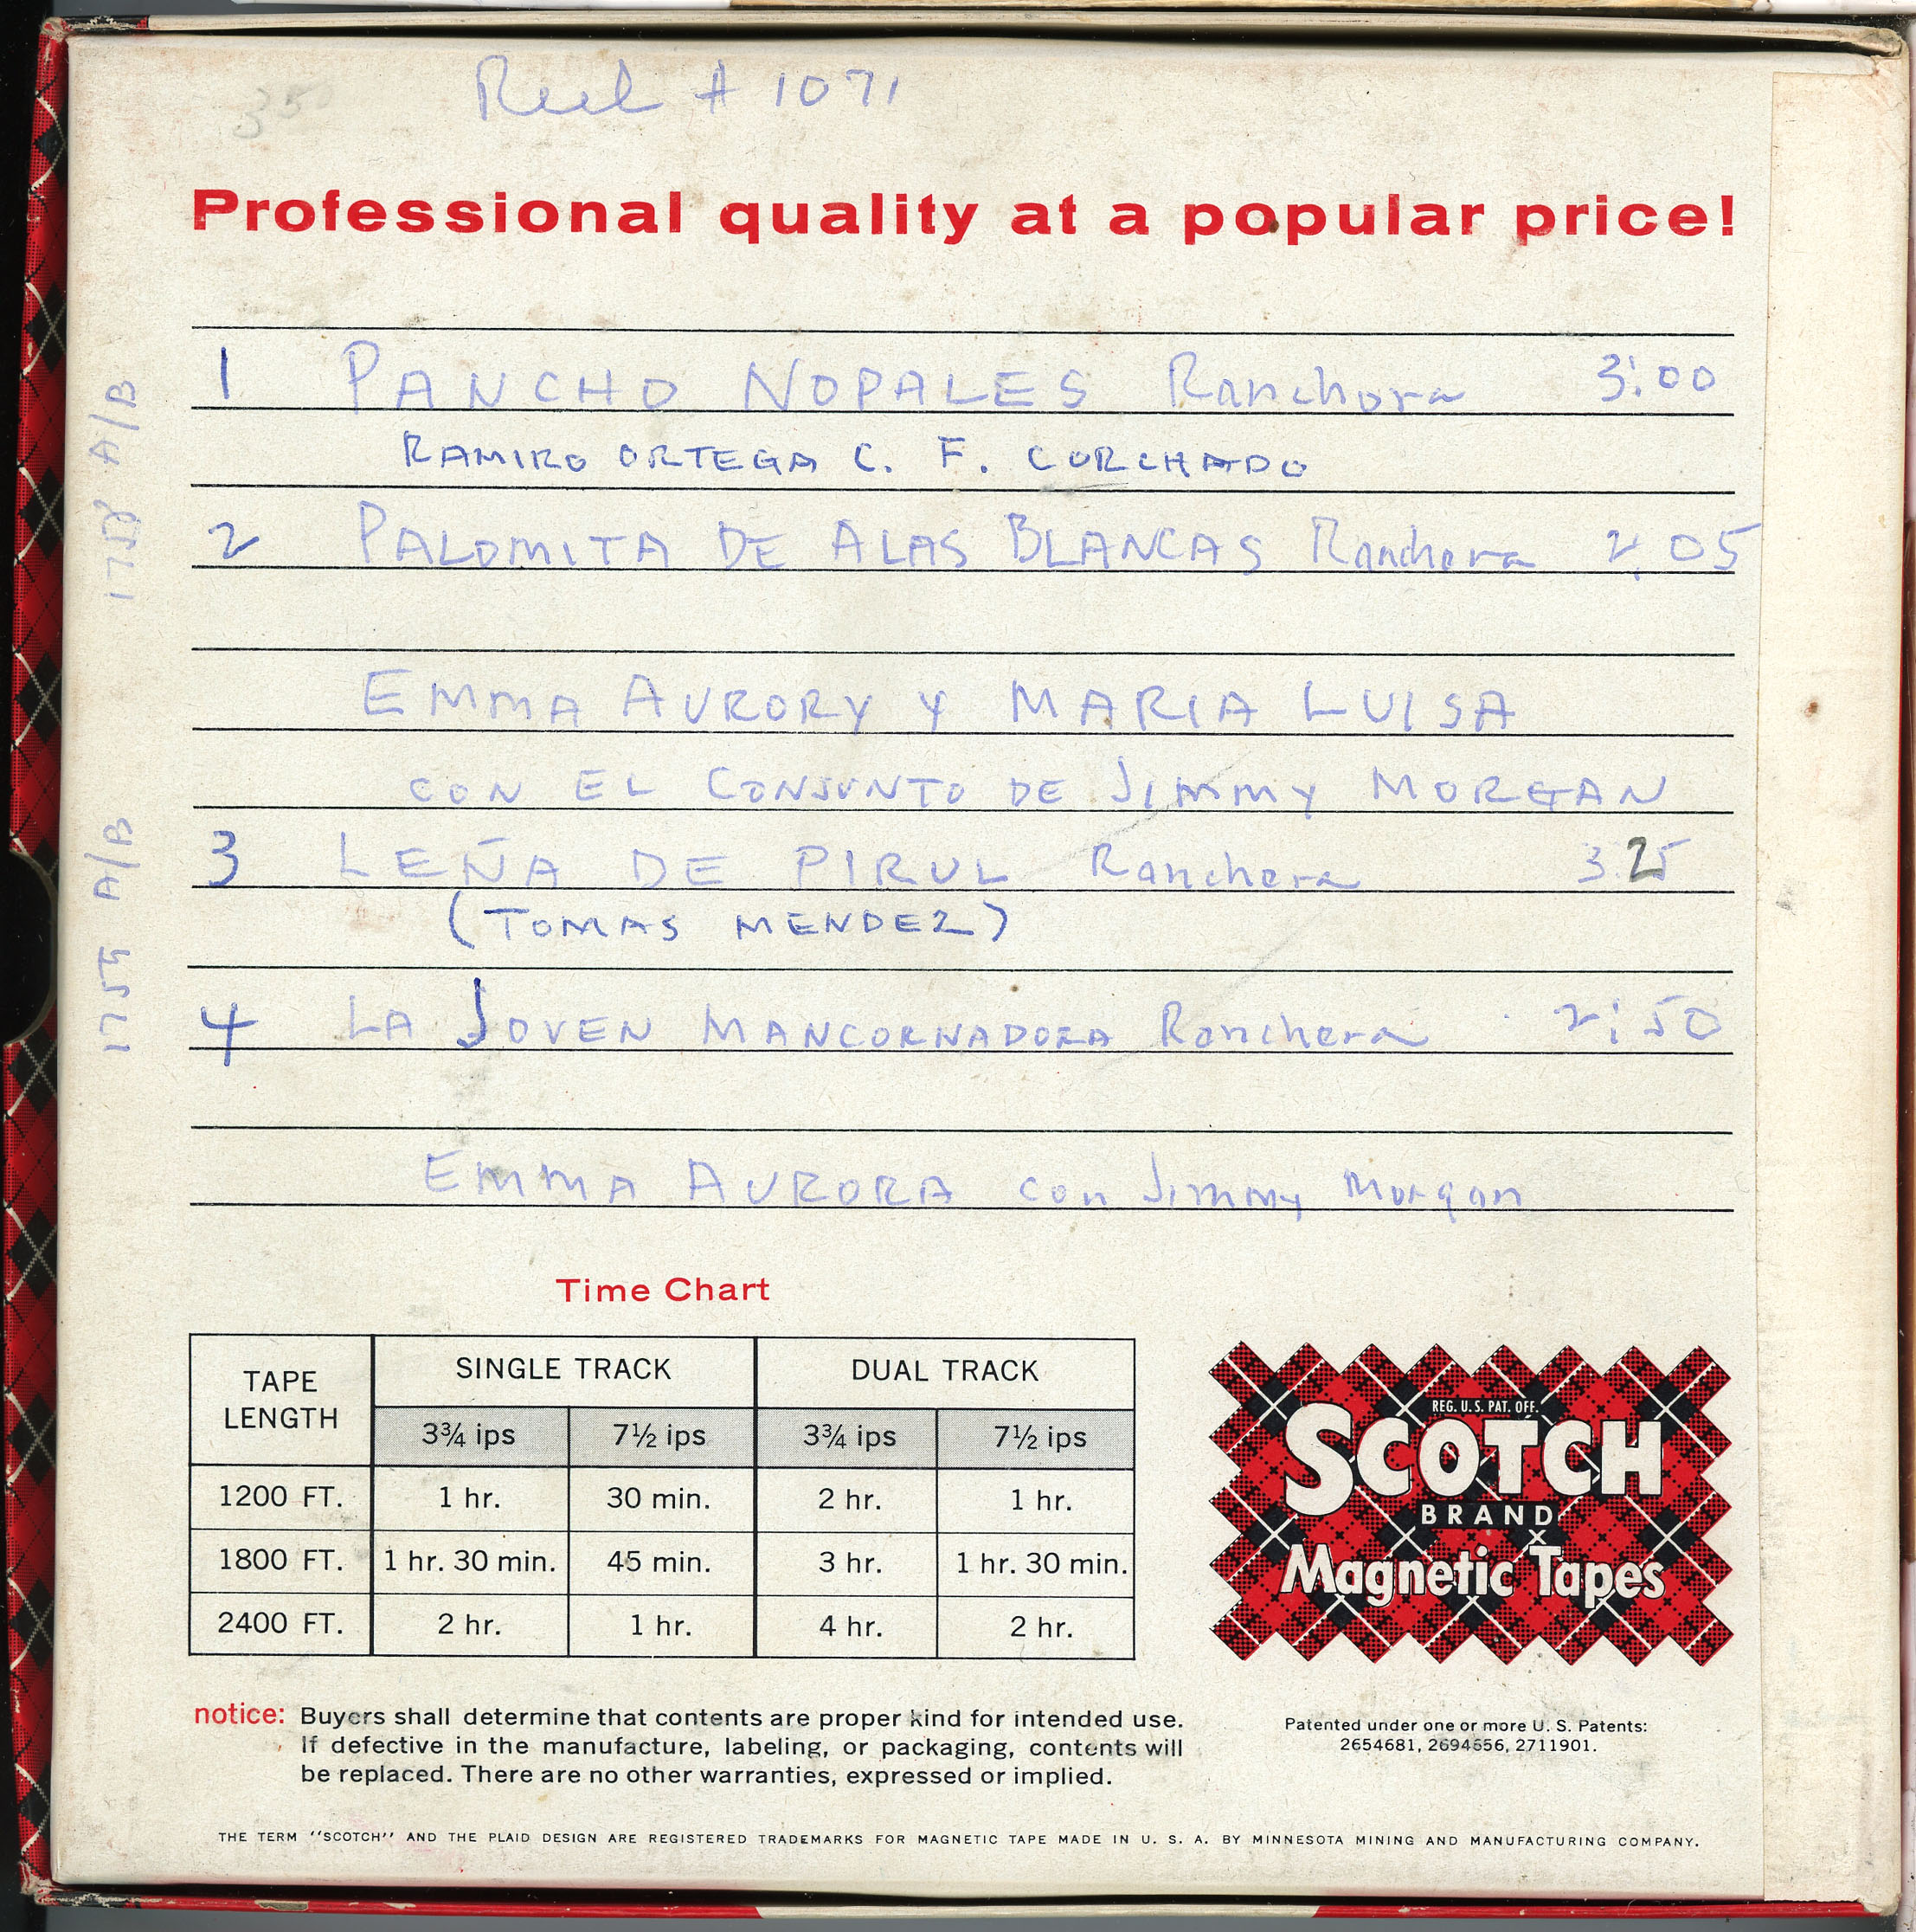 35
Reel # 1071
Professional quality at a popular price!
1 PANCHO NOPALES Ranchera 3:00
RAMIRO ORTEGA C. F. CORCHADO
2 PALOMITA DE ALAS BLANCAS Ranchera 2:05
EMMA AURORY Y MARIA LUISA
CON EL CONJUNTO DE JIMMY MORGAN
3 LEÑA DE PIRUL Ranchera 3:25
(TOMAS MENDEZ)
4 LA JOVEN MANCORNADORA Ranchera 2:50
EMMA AURORA con Jimmy Morgan
1758 A/B
1759 A/B
Time Chart
TAPE LENGTH SINGLE TRACK DUAL TRACK
3¾ ips 7½ ips 3¾ ips 7½ ips
1200 FT. 1 hr. 30 min. 2 hr. 1 hr.
1800 FT. 1 hr. 30 min. 45 min. 3 hr. 1 hr. 30 min.
2400 FT. 2 hr. 1 hr. 4 hr. 2 hr.
REG. U.S. PAT. OFF.
SCOTCH
BRAND
Magnetic Tapes
notice: Buyers shall determine that contents are proper kind for intended use.
If defective in the manufacture, labeling, or packaging, contents will
be replaced. There are no other warranties, expressed or implied.
Patented under one or more U. S. Patents:
2654681, 2694656, 2711901.
THE TERM "SCOTCH" AND THE PLAID DESIGN ARE REGISTERED TRADEMARKS FOR MAGNETIC TAPE MADE IN U. S. A. BY MINNESOTA MINING AND MANUFACTURING COMPANY.